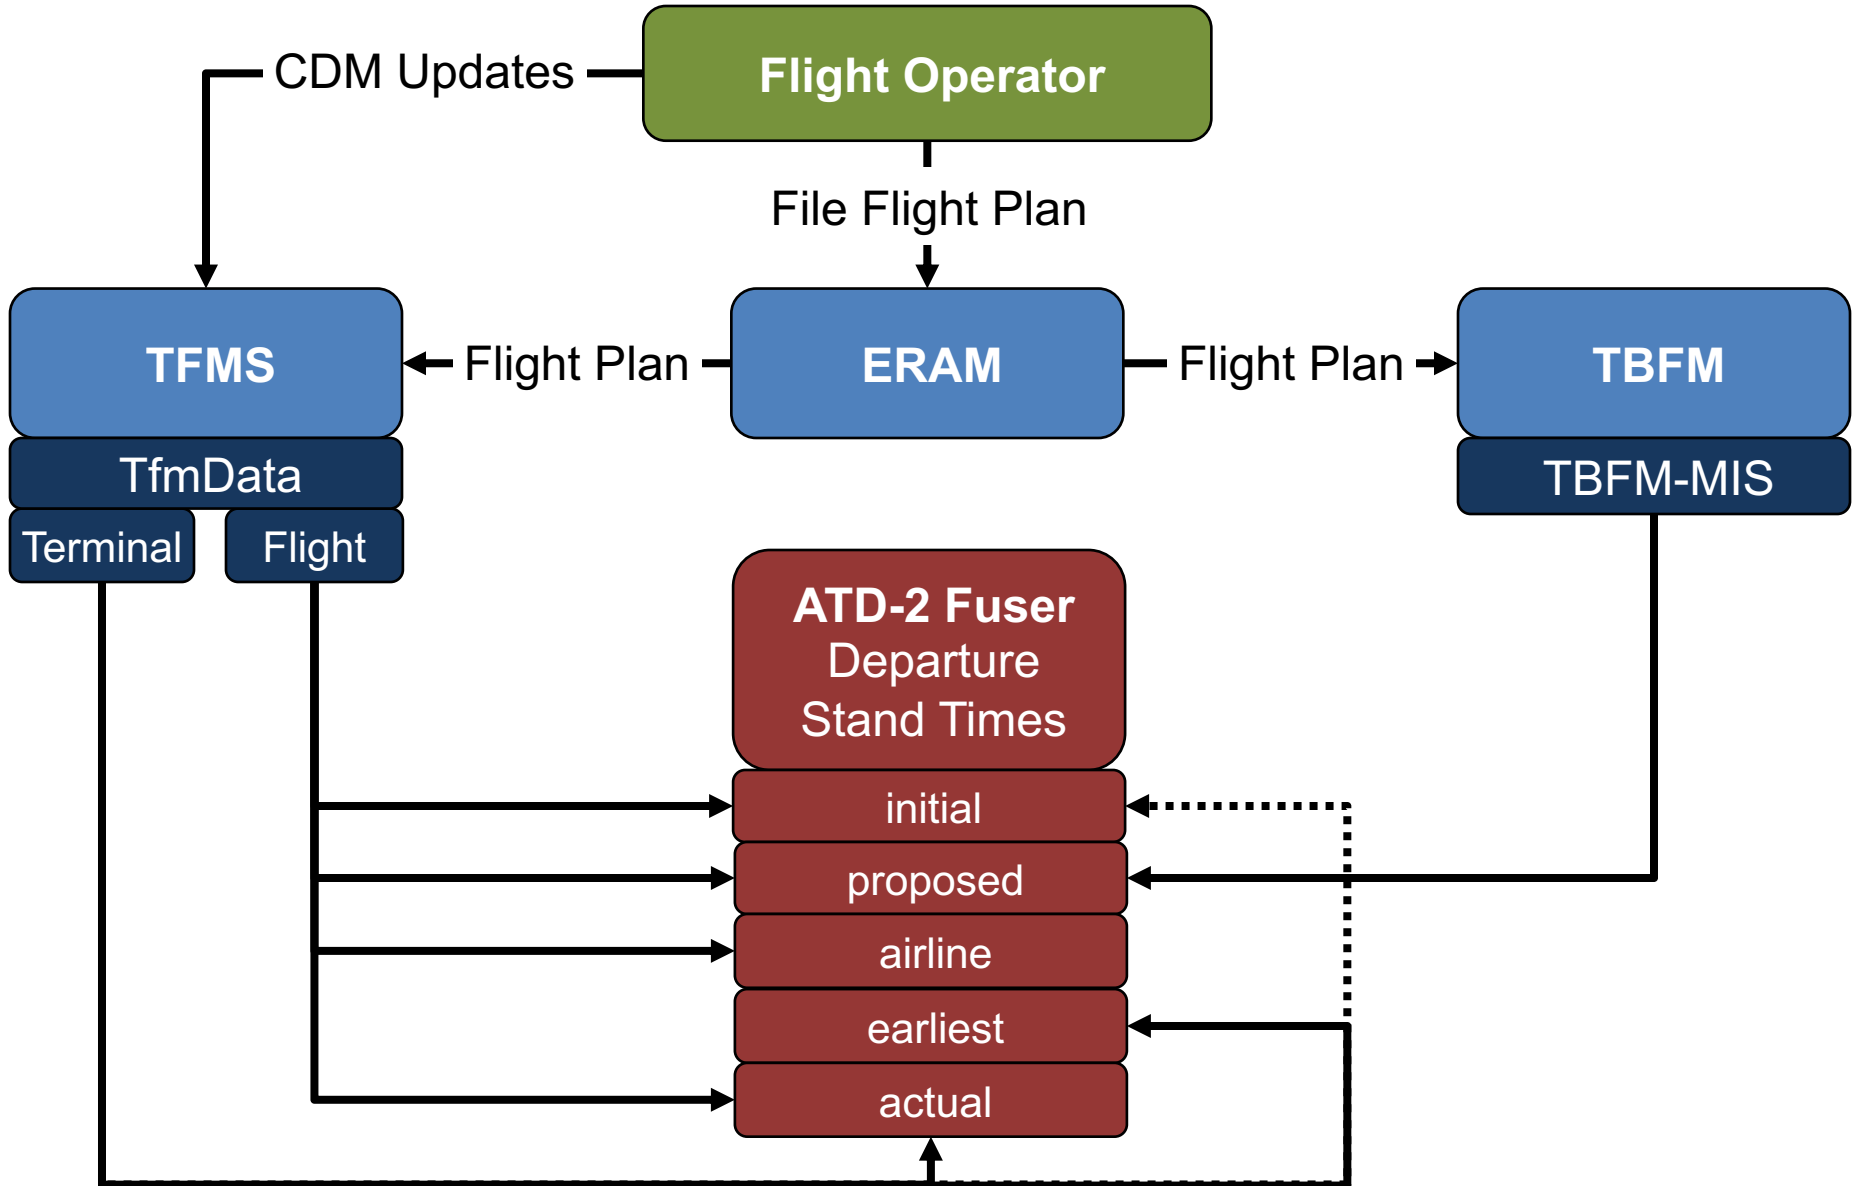 CDM Updates
Flight Operator
File Flight Plan
TFMS
Flight Plan
ERAM
Flight Plan
TBFM
TfmData
TBFM-MIS
Terminal
Flight
ATD-2 Fuser
Departure
Stand Times
initial
proposed
airline
earliest
actual